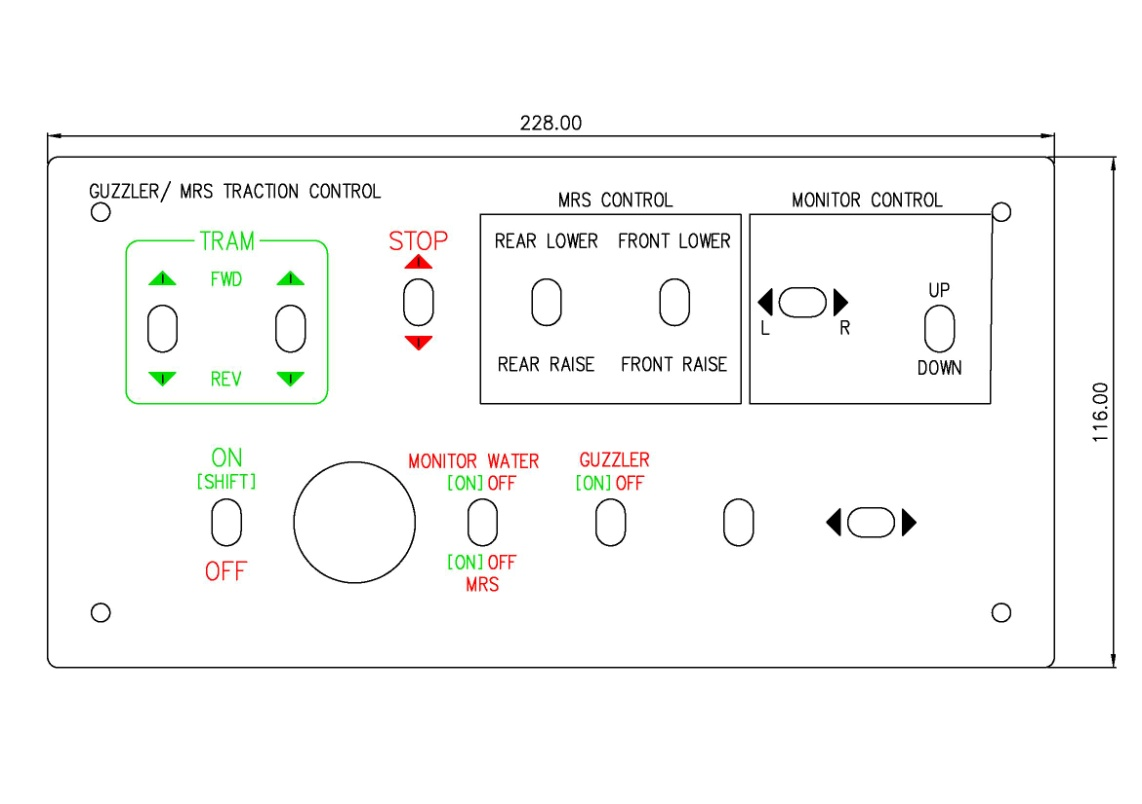 228.00
GUZZLER/ MRS TRACTION CONTROL
MRS CONTROL
MONITOR CONTROL
TRAM
STOP
REAR LOWER
FRONT LOWER
FWD
UP
L
R
REAR RAISE
FRONT RAISE
DOWN
REV
116.00
ON
[SHIFT]
MONITOR WATER
[ON] OFF
GUZZLER
[ON] OFF
OFF
[ON] OFF
MRS